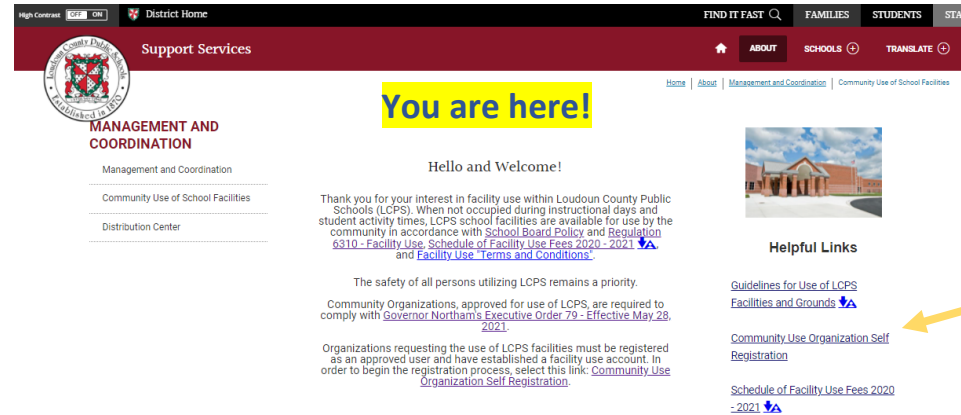 High Contrast OFF ON District Home FIND IT FAST FAMILIES STUDENTS STA
Support Services ABOUT SCHOOLS TRANSLATE
Loudoun County Public Schools
Established in 1870
Home | About | Management and Coordination | Community Use of School Facilities
You are here!
MANAGEMENT AND
COORDINATION
Management and Coordination
Community Use of School Facilities
Distribution Center
Hello and Welcome!
Thank you for your interest in facility use within Loudoun County Public
Schools (LCPS). When not occupied during instructional days and
student activity times, LCPS school facilities are available for use by the
community in accordance with School Board Policy and Regulation
6310 - Facility Use, Schedule of Facility Use Fees 2020 - 2021 ,
and Facility Use "Terms and Conditions".
The safety of all persons utilizing LCPS remains a priority.
Community Organizations, approved for use of LCPS, are required to
comply with Governor Northam's Executive Order 79 - Effective May 28,
2021.
Organizations requesting the use of LCPS facilities must be registered
as an approved user and have established a facility use account. In
order to begin the registration process, select this link: Community Use
Organization Self Registration.
Helpful Links
Guidelines for Use of LCPS
Facilities and Grounds
Community Use Organization Self
Registration
Schedule of Facility Use Fees 2020
- 2021